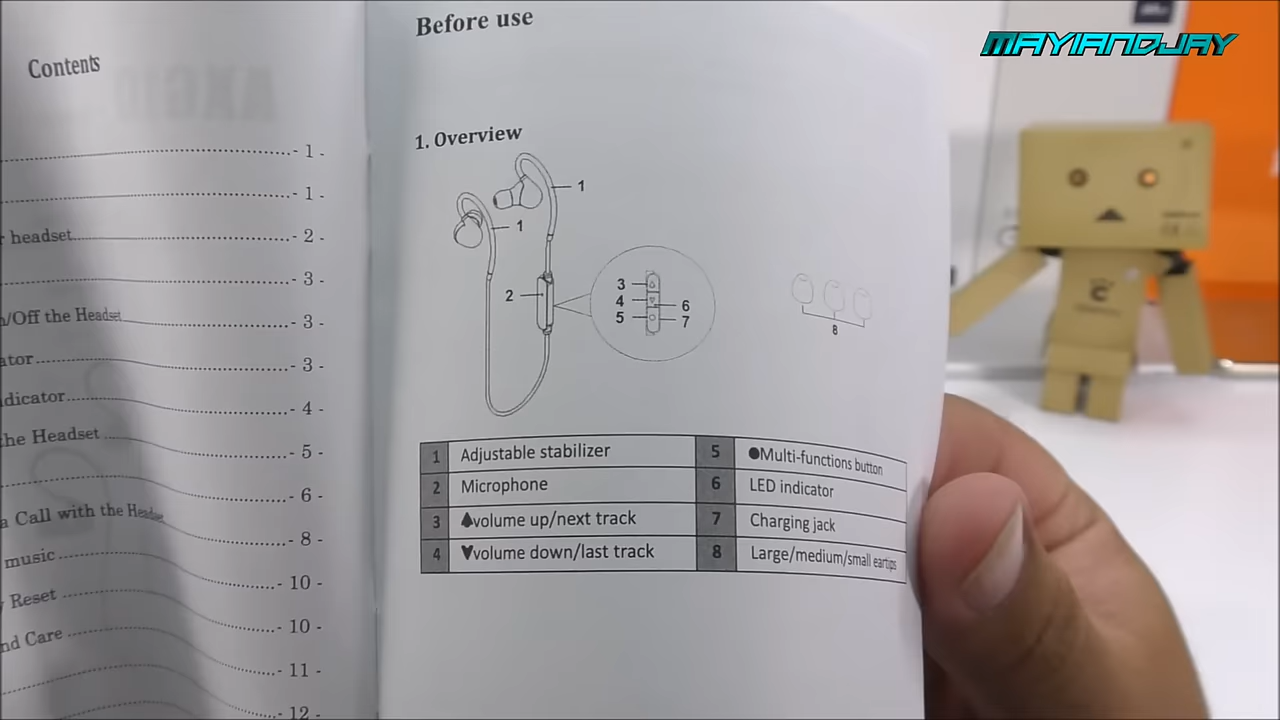 MAYIANDJAY
Contents
- 1 -
- 1 -
headset - 2 -
- 3 -
/Off the Headset - 3 -
- 3 -
- 4 -
the Headset - 5 -
- 6 -
a Call with the Headset - 8 -
music - 10 -
Reset - 10 -
nd Care - 11 -
- 12 -
Before use
1. Overview
1
1
2
3
4
5
6
7
8
1 Adjustable stabilizer 5 ●Multi-functions button
2 Microphone 6 LED indicator
3 ▲volume up/next track 7 Charging jack
4 ▼volume down/last track 8 Large/medium/small eartips